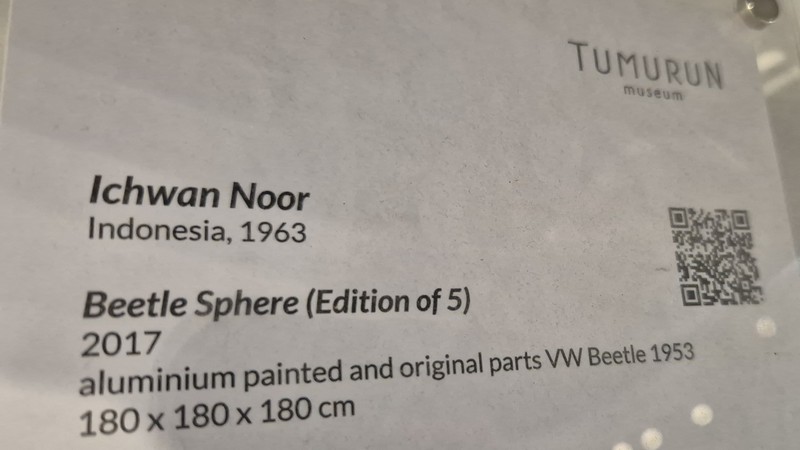 TUMURUN
museum
Ichwan Noor
Indonesia, 1963
Beetle Sphere (Edition of 5)
2017
aluminium painted and original parts VW Beetle 1953
180 x 180 x 180 cm